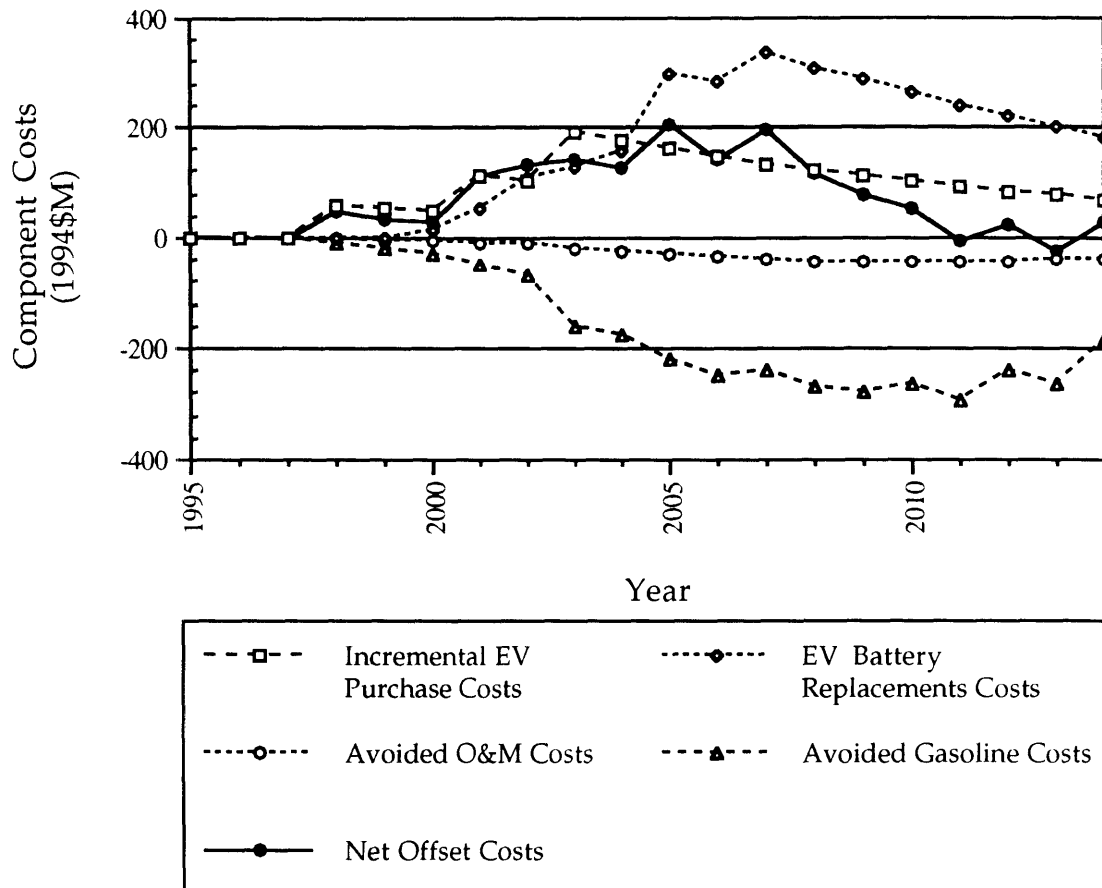 400
200
0
-200
-400
Component Costs
(1994$M)
1995
2000
2005
2010
Year
Incremental EV
Purchase Costs
EV Battery
Replacements Costs
Avoided O&M Costs
Avoided Gasoline Costs
Net Offset Costs